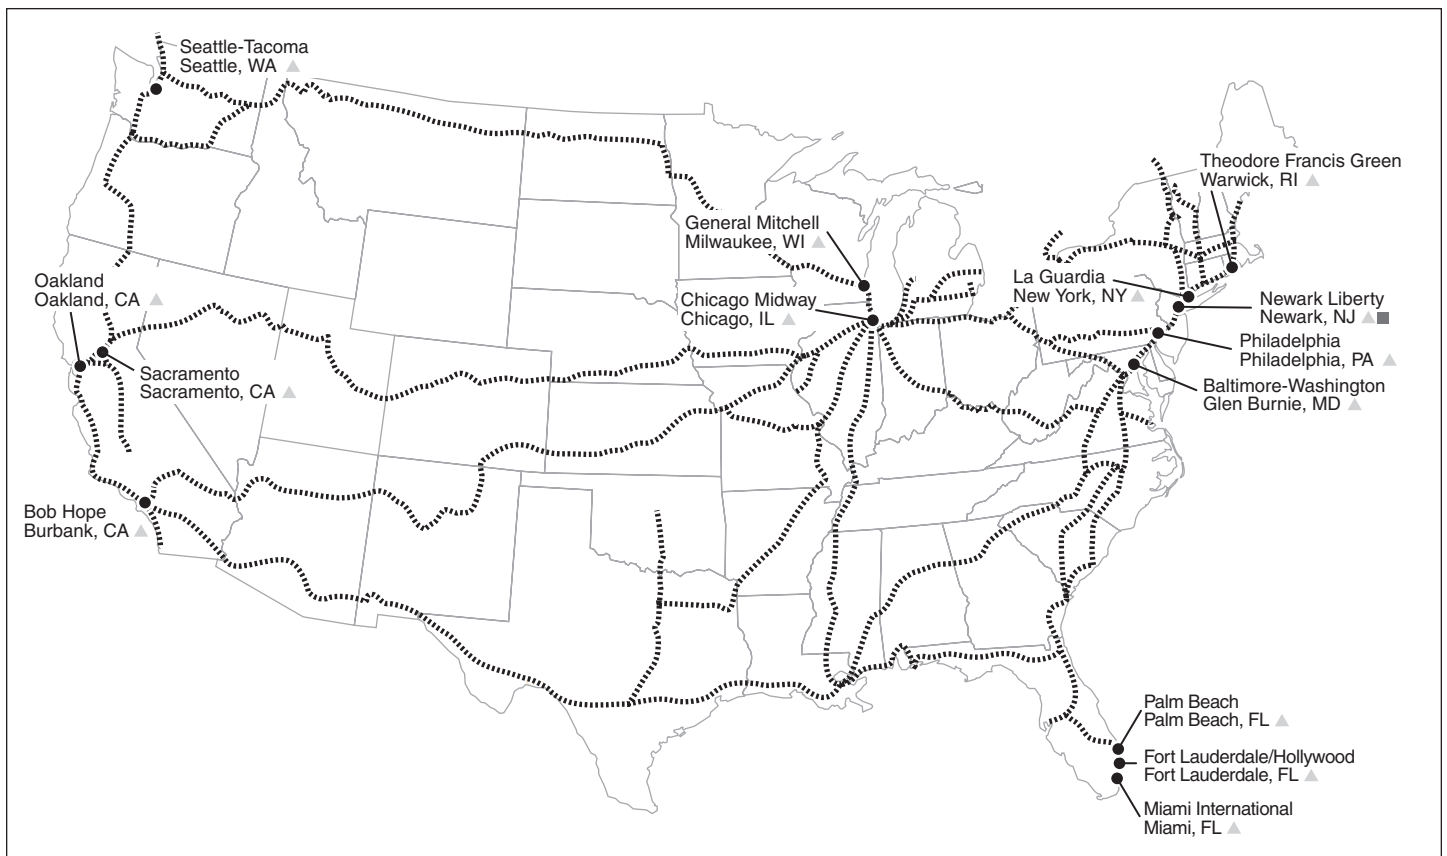 Seattle-Tacoma
Seattle, WA
Theodore Francis Green
Warwick, RI
General Mitchell
Milwaukee, WI
Oakland
Oakland, CA
La Guardia
New York, NY
Chicago Midway
Chicago, IL
Newark Liberty
Newark, NJ
Philadelphia
Philadelphia, PA
Sacramento
Sacramento, CA
Baltimore-Washington
Glen Burnie, MD
Bob Hope
Burbank, CA
Palm Beach
Palm Beach, FL
Fort Lauderdale/Hollywood
Fort Lauderdale, FL
Miami International
Miami, FL